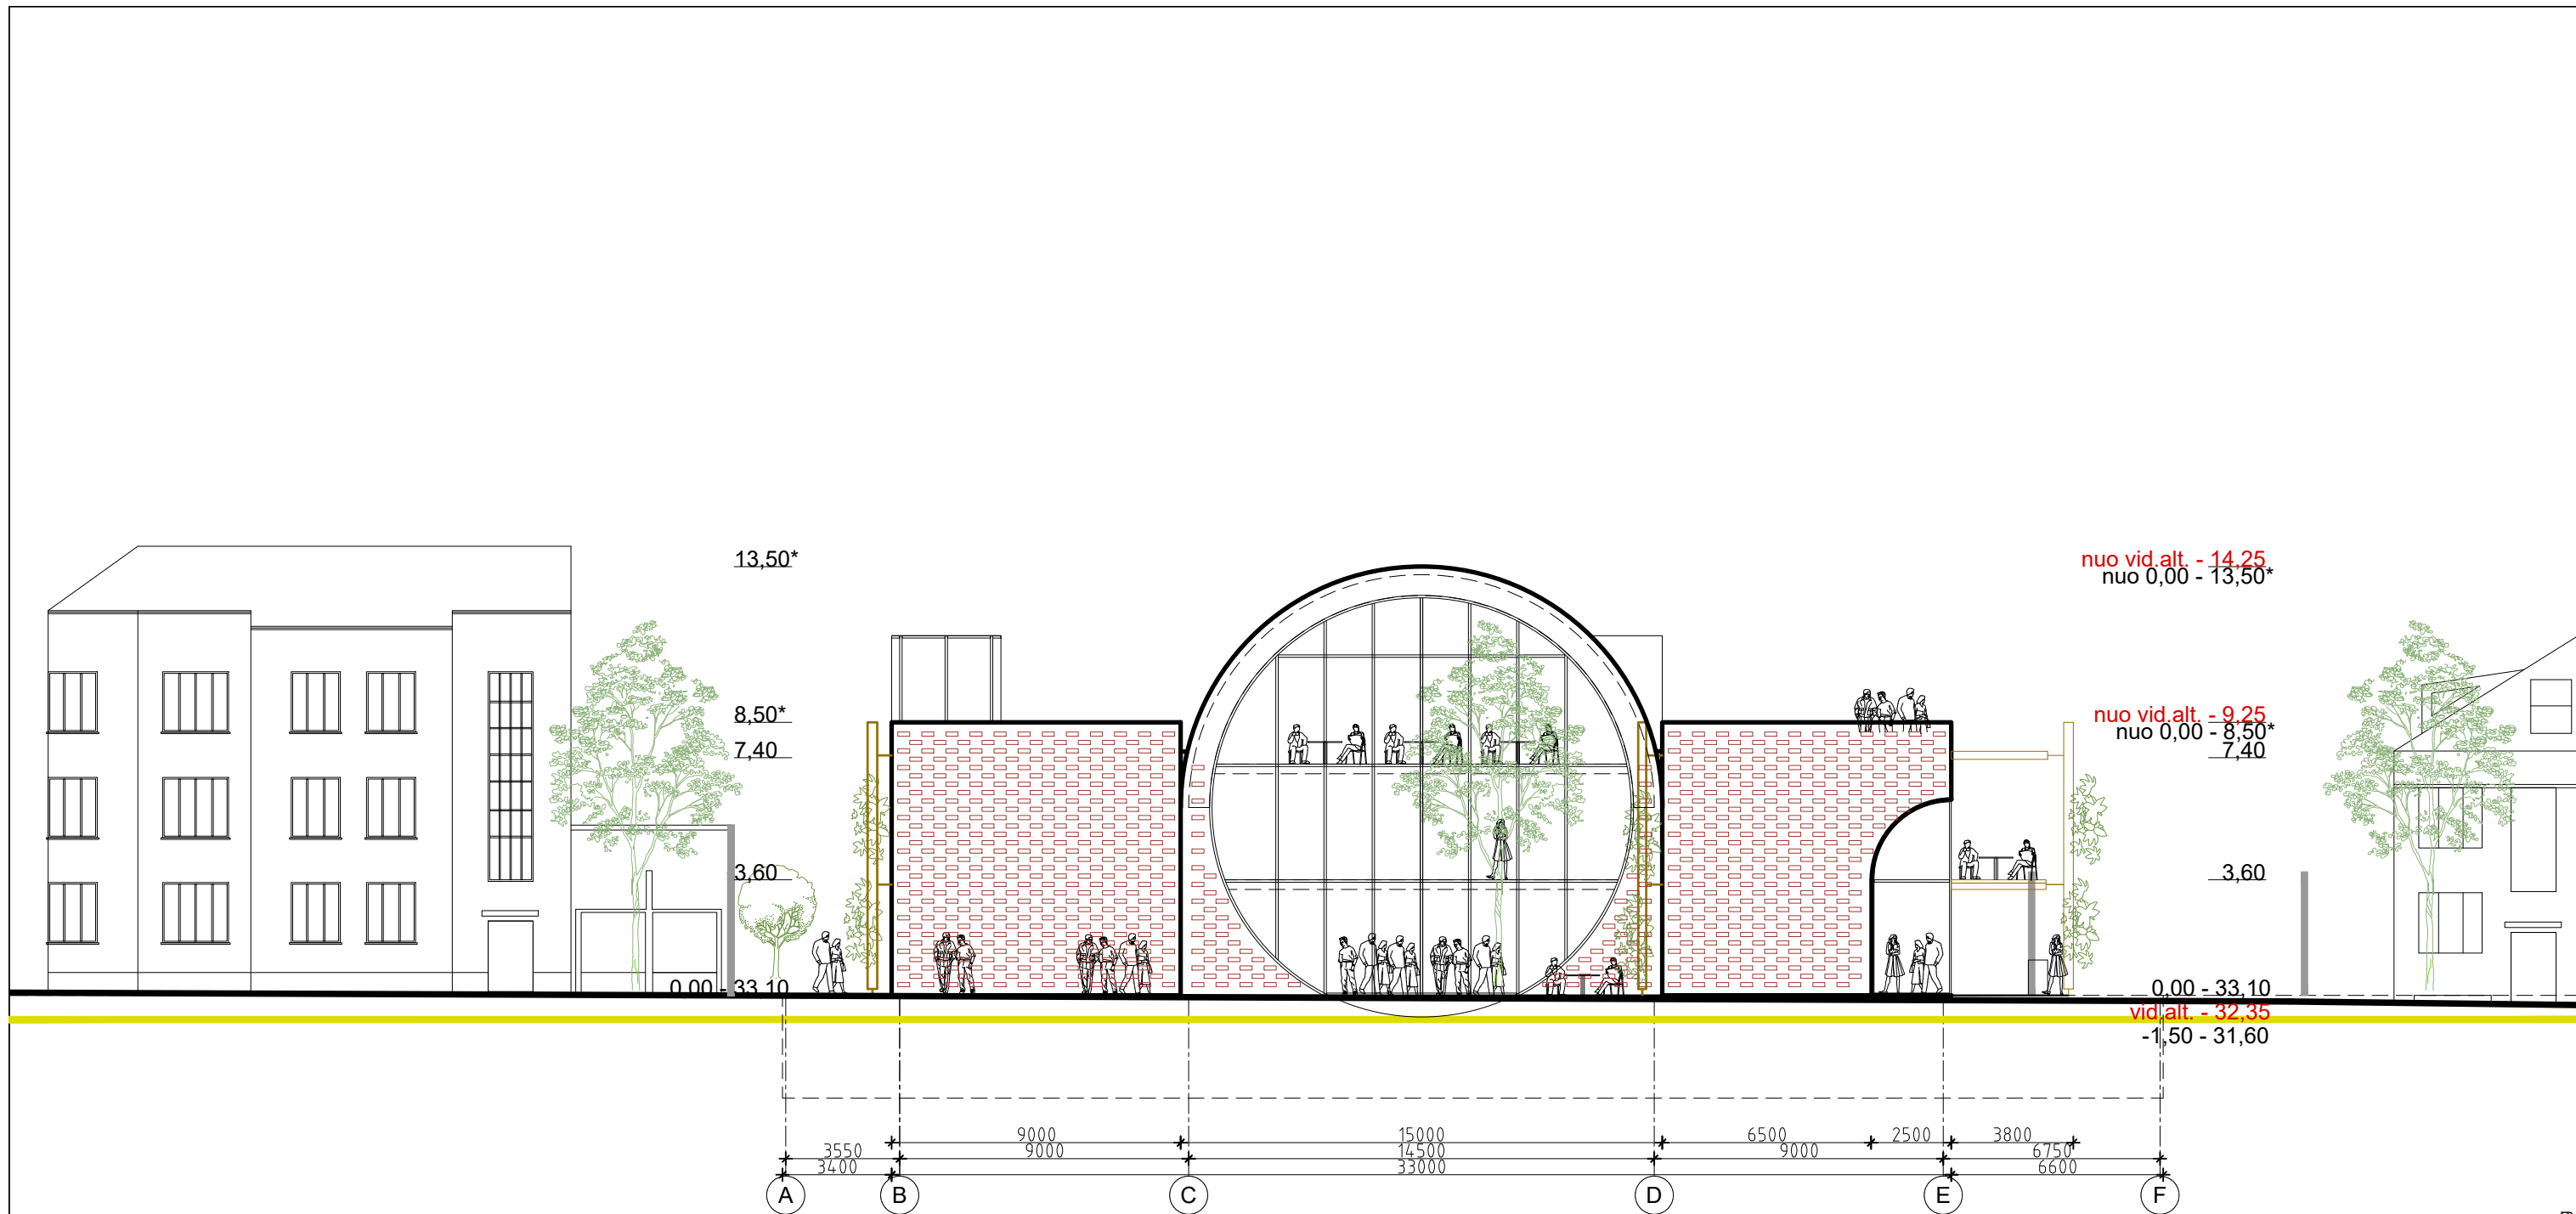 13,50*
nuo vid.alt. - 14,25
nuo 0,00 - 13,50*
8,50*
nuo vid.alt. - 9,25
nuo 0,00 - 8,50*
7,40
7,40
3,60
3,60
0,00 - 33,10
0,00 - 33,10
vid.alt. - 32,35
-1,50 - 31,60
9000 15000 6500 2500 3800
3550 9000 14500 9000 6750
3400 33000 6600
A B C D E F